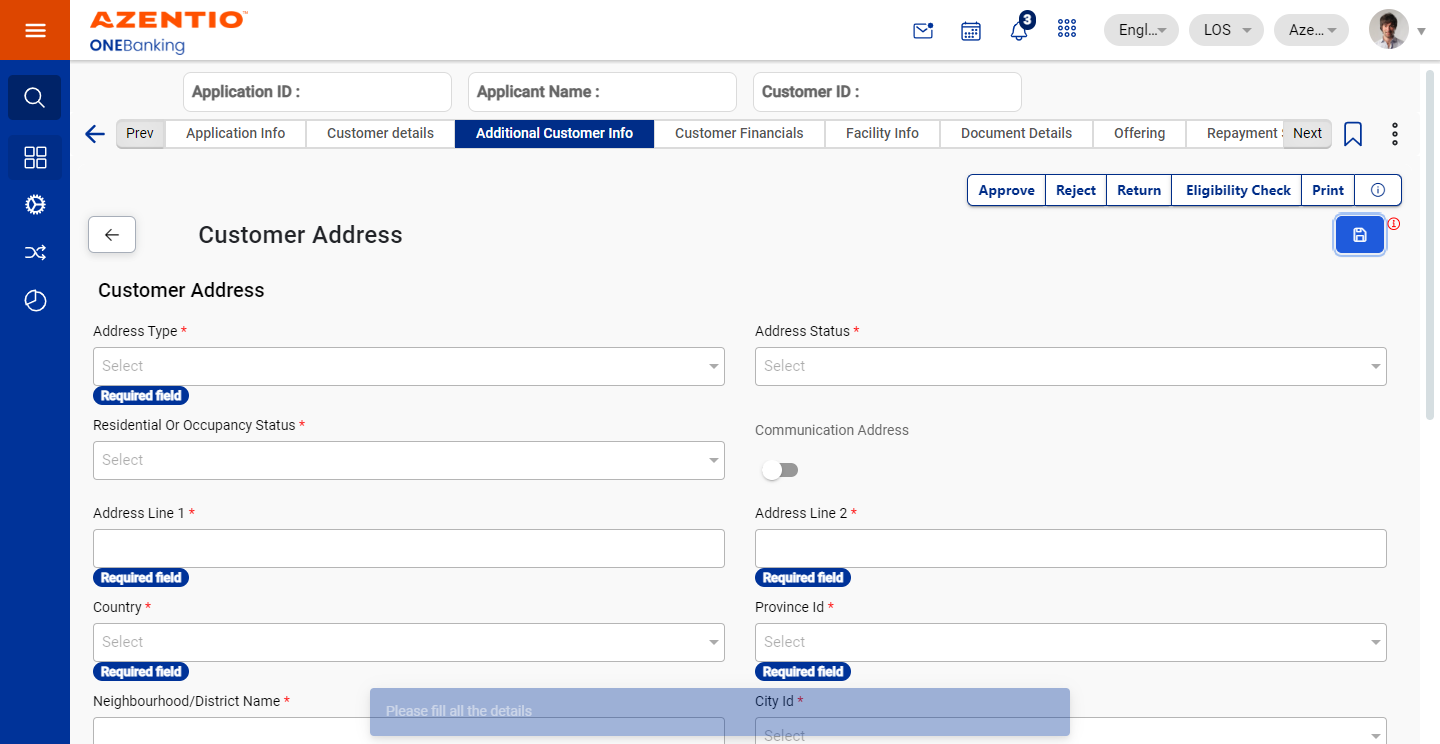 AZENTIO™
ONEBanking
3
Engl...
LOS
Aze...
Application ID :
Applicant Name :
Customer ID :
Prev
Application Info
Customer details
Additional Customer Info
Customer Financials
Facility Info
Document Details
Offering
Repayment
Next
Approve
Reject
Return
Eligibility Check
Print
Customer Address
Customer Address
Address Type *
Address Status *
Select
Select
Required field
Residential Or Occupancy Status *
Communication Address
Select
Address Line 1 *
Address Line 2 *
Required field
Required field
Country *
Province Id *
Select
Select
Required field
Required field
Neighbourhood/District Name *
City Id *
Please fill all the details
Select